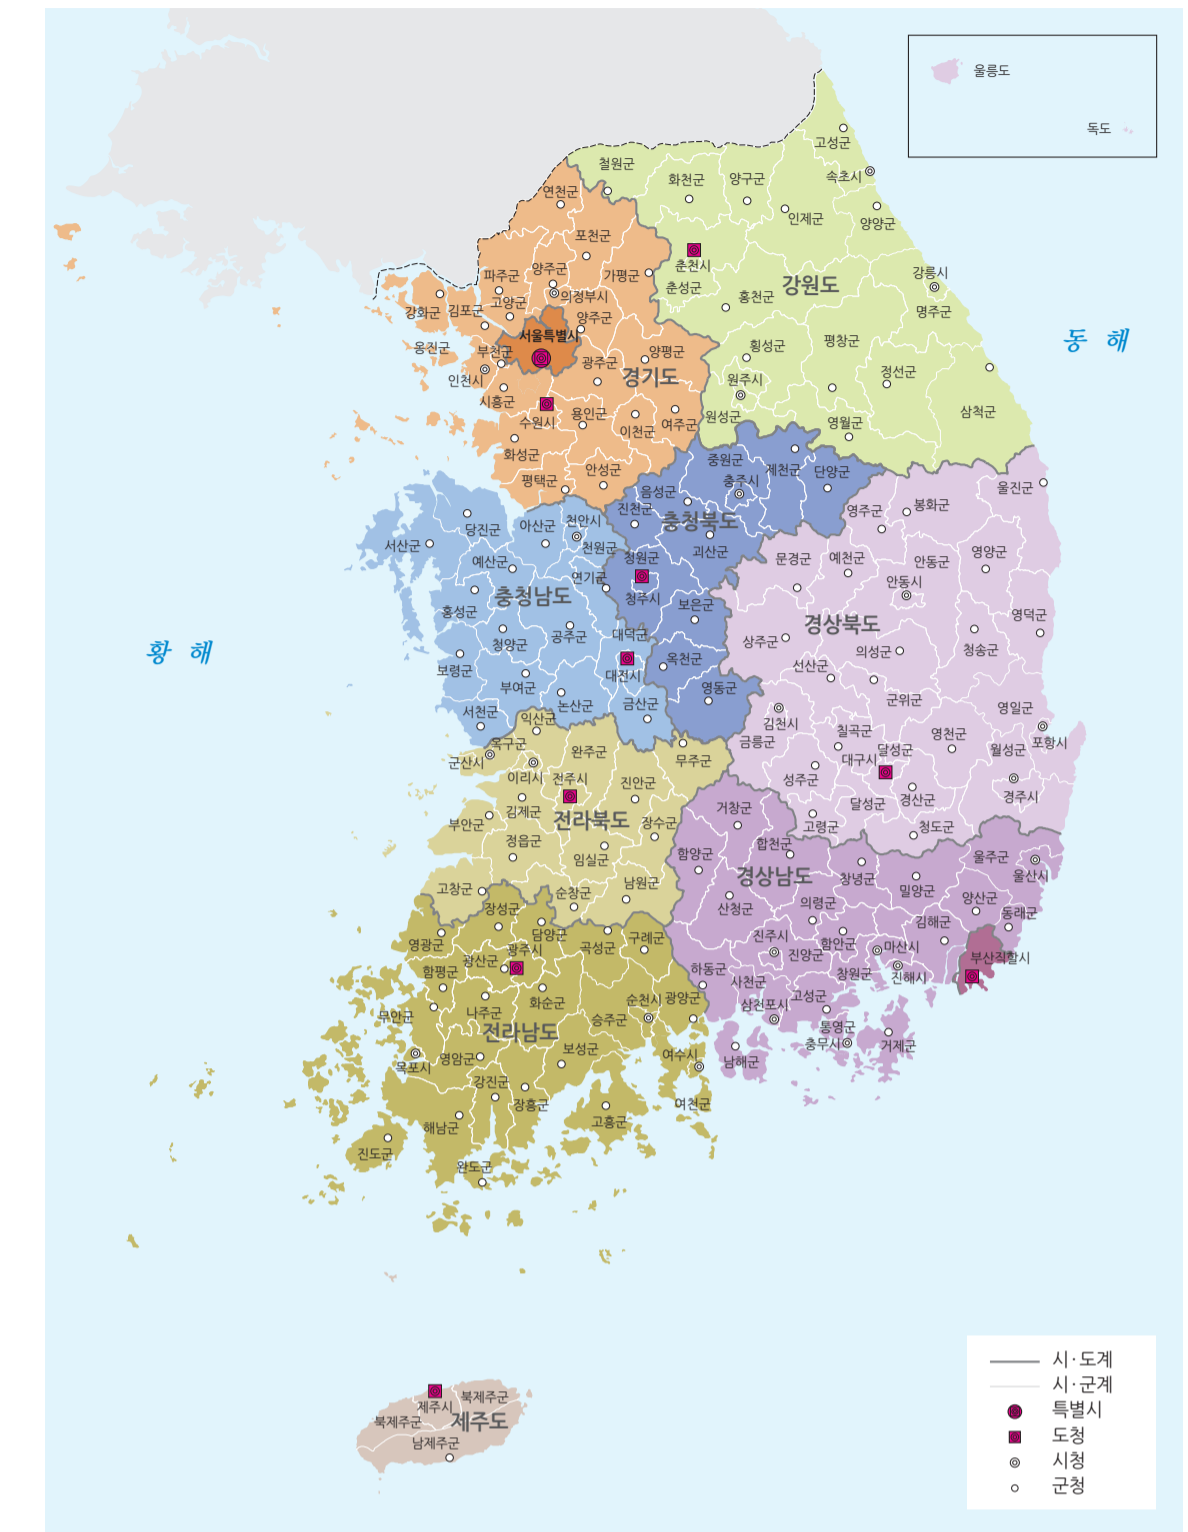 울릉도
독도
고성군
철원군
속초시
화천군
양구군
연천군
인제군
양양군
포천군
춘천시
강릉시
파주군
양주군
가평군
강원도
춘성군
의정부시
홍천군
고양군
강화군
김포군
양주군
명주군
서울특별시
동 해
평창군
옹진군
부천군
양평군
횡성군
광주군
경기도
인천시
원주시
정선군
시흥군
용인군
여주군
원성군
삼척군
수원시
이천군
영월군
화성군
중원군
안성군
제천군
단양군
평택군
충주시
음성군
울진군
진천군
영주군
봉화군
충청북도
당진군
아산군
천안시
서산군
천원군
괴산군
영양군
예산군
청원군
문경군
예천군
안동군
연기군
안동시
충청남도
청주시
보은군
홍성군
영덕군
경상북도
공주군
대덕군
청양군
상주군
의성군
청송군
황 해
옥천군
보령군
대전시
선산군
부여군
영동군
논산군
금산군
군위군
서천군
영일군
익산군
김천시
칠곡군
영천군
옥구군
금릉군
포항시
완주군
달성군
월성군
군산시
무주군
대구시
이리시
전주시
진안군
성주군
경주시
달성군
경산군
김제군
거창군
부안군
전라북도
장수군
고령군
청도군
정읍군
합천군
임실군
함양군
울주군
경상남도
울산시
창녕군
고창군
순창군
남원군
밀양군
양산군
장성군
산청군
의령군
동래군
담양군
김해군
영광군
광주시
곡성군
구례군
진주시
함안군
마산시
광산군
진양군
부산직할시
함평군
하동군
창원군
진해시
사천군
화순군
순천시
광양군
고성군
삼천포시
무안군
나주군
승주군
전라남도
통영군
충무시
거제군
보성군
영암군
여수시
목포시
남해군
강진군
장흥군
여천군
고흥군
해남군
진도군
완도군
북제주군
제주시
북제주군
제주도
남제주군
시·도계
시·군계
특별시
도청
시청
군청